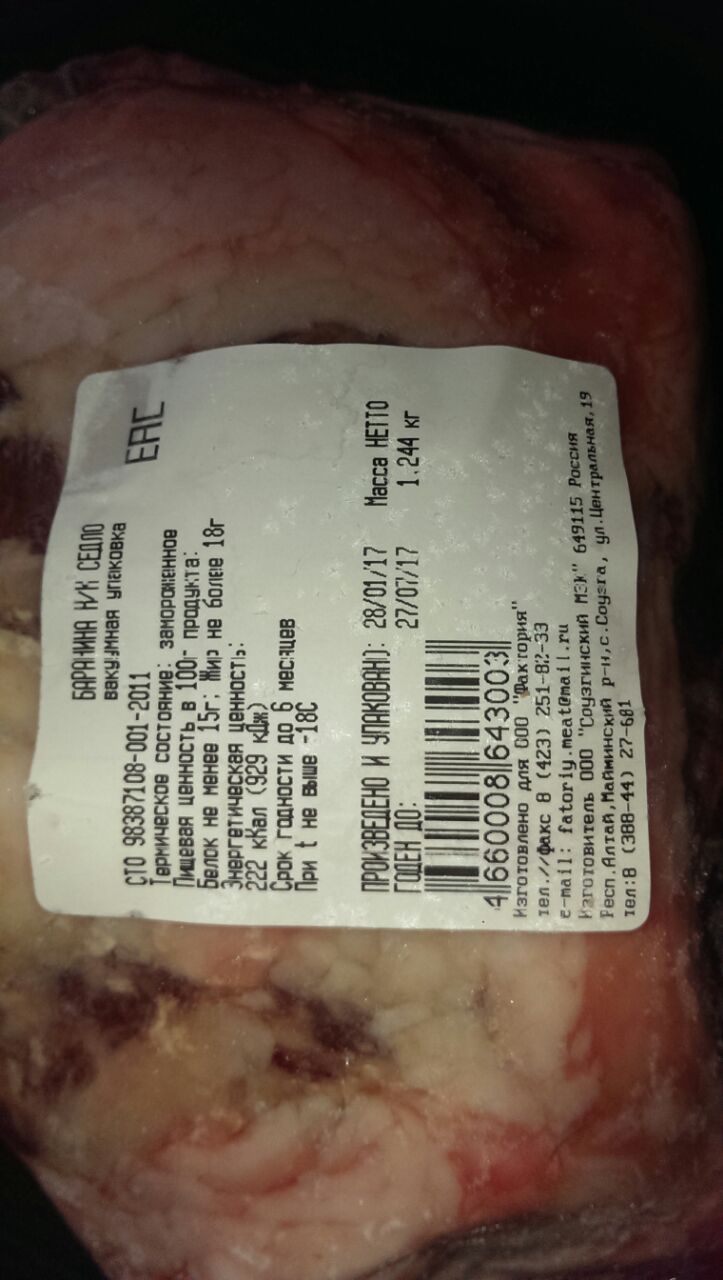 EAC
БАРАНИНА Н/К СЕДЛО
вакуумная упаковка
СТО 98387108-001-2011
Термическое состояние: замороженное
Пищевая ценность в 100г продукта:
Белок не менее 15г; Жир не более 18г
Энергетическая ценность:
222 кКал (929 кДж)
Срок годности до 6 месяцев
При t не выше -18С
ПРОИЗВЕДЕНО И УПАКОВАНО: 28/01/17 Масса НЕТТО
ГОДЕН ДО: 27/07/17 1.244 кг
4 660008 643003
Изготовлено для ООО "Фактория"
тел.//факс 8 (423) 251-82-33
e-mail: fatoriy.meat@mail.ru
Изготовитель ООО "Соузгинский МЭК" 649115 Россия
Респ.Алтай,Майминский р-н,с.Соузга, ул.Центральная,19
тел:8 (388-44) 27-681